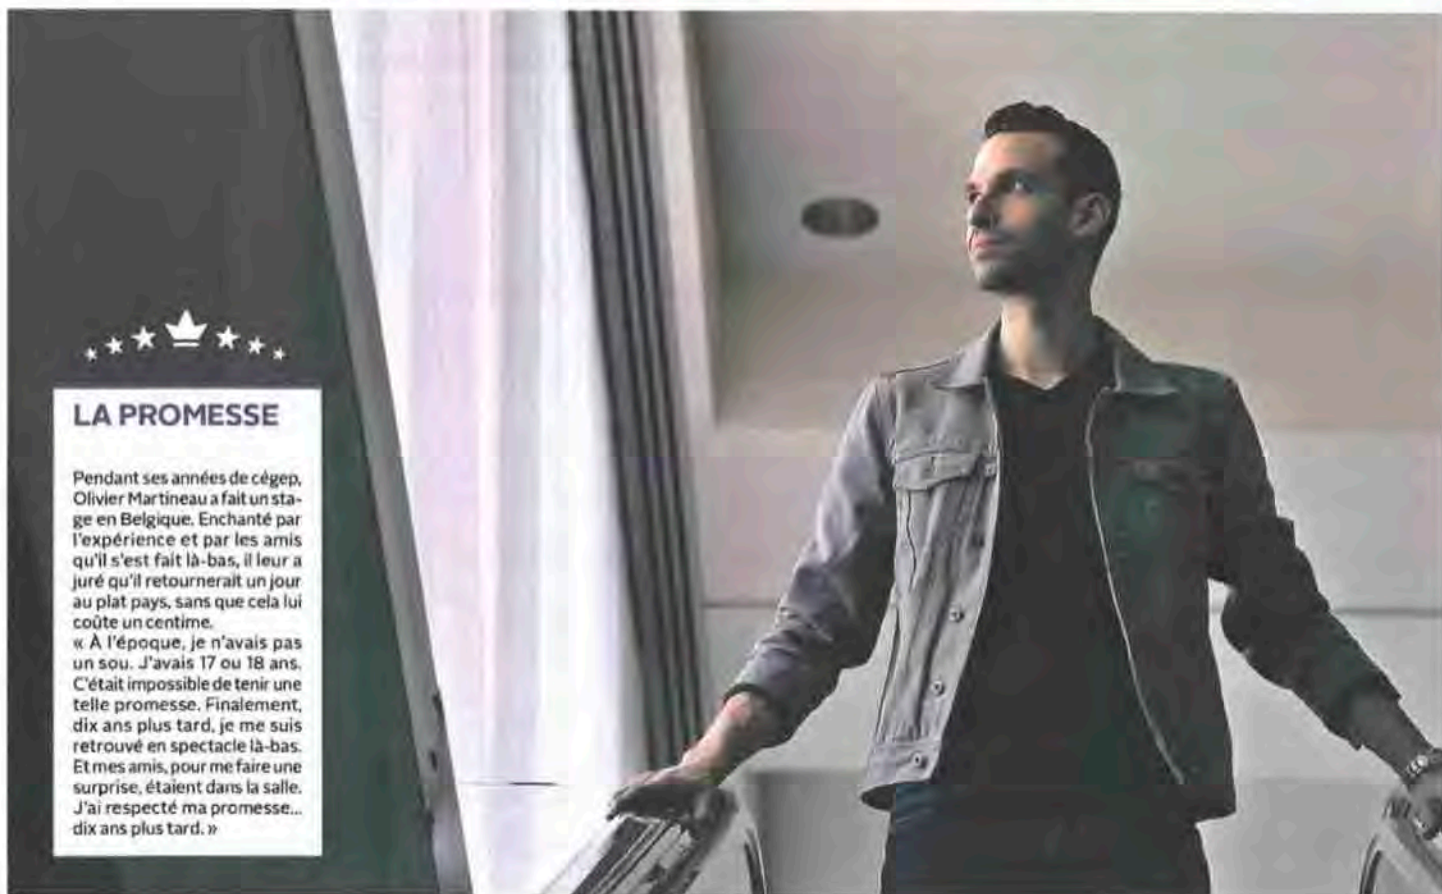 LA PROMESSE
Pendant ses années de cégep,
Olivier Martineau a fait un sta-
ge en Belgique. Enchanté par
l'expérience et par les amis
qu'il s'est fait là-bas, il leur a
juré qu'il retournerait un jour
au plat pays, sans que cela lui
coûte un centime.
« À l'époque, je n'avais pas
un sou. J'avais 17 ou 18 ans.
C'était impossible de tenir une
telle promesse. Finalement,
dix ans plus tard, je me suis
retrouvé en spectacle là-bas.
Et mes amis, pour me faire une
surprise, étaient dans la salle.
J'ai respecté ma promesse...
dix ans plus tard. »